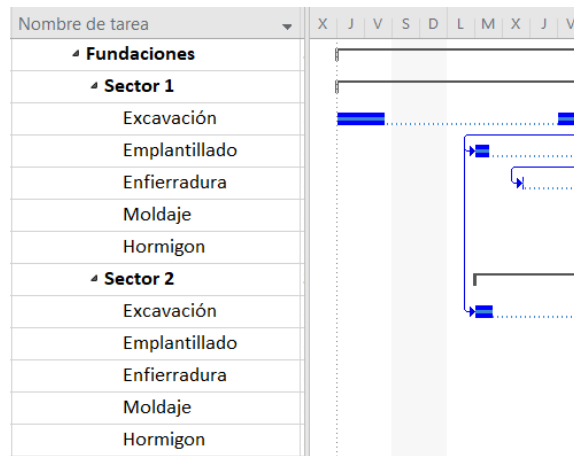 Nombre de tarea X J V S D L M X J V
Fundaciones
Sector 1
Excavación
Emplantillado
Enfierradura
Moldaje
Hormigon
Sector 2
Excavación
Emplantillado
Enfierradura
Moldaje
Hormigon